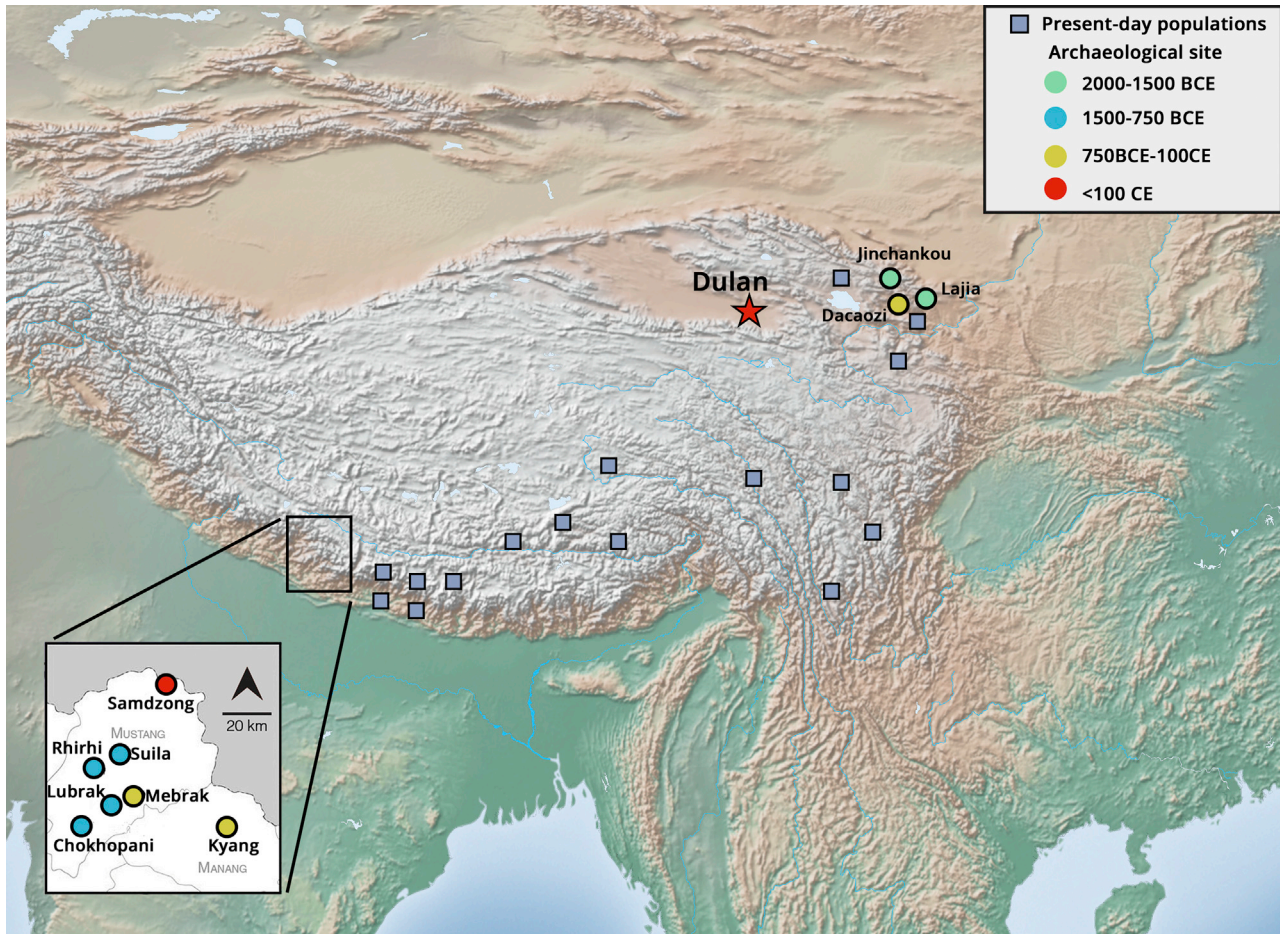 Present-day populations
Archaeological site
2000-1500 BCE
1500-750 BCE
750BCE-100CE
<100 CE
Jinchankou
Dulan
Lajia
Dacaozi
Samdzong
20 km
MUSTANG
Rhirhi
Suila
Lubrak
Mebrak
Chokhopani
Kyang
MANANG